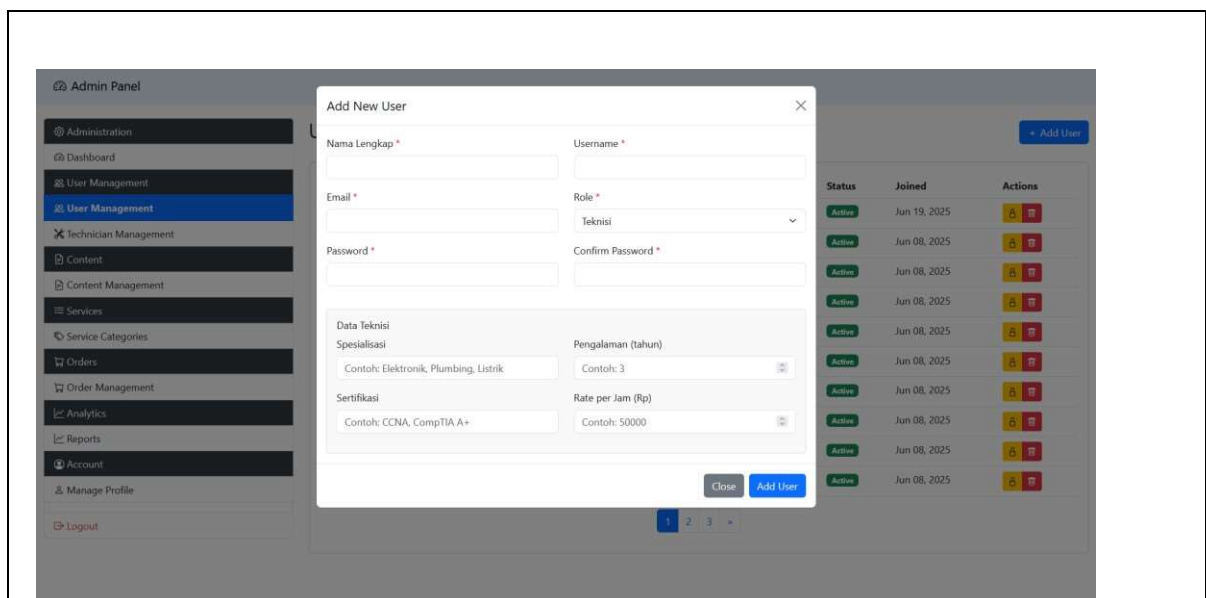 Admin Panel
Add New User
Administration
U
+ Add User
Nama Lengkap *
Username *
Dashboard
User Management
Status
Joined
Actions
Email *
Role *
User Management
Active
Jun 19, 2025
Teknisi
Technician Management
Active
Jun 08, 2025
Password *
Confirm Password *
Content
Active
Jun 08, 2025
Content Management
Active
Jun 08, 2025
Services
Data Teknisi
Service Categories
Active
Jun 08, 2025
Spesialisasi
Pengalaman (tahun)
Orders
Contoh: Elektronik, Plumbing, Listrik
Contoh: 3
Active
Jun 08, 2025
Order Management
Active
Jun 08, 2025
Sertifikasi
Rate per Jam (Rp)
Analytics
Contoh: CCNA, CompTIA A+
Contoh: 50000
Active
Jun 08, 2025
Reports
Active
Jun 08, 2025
Account
Active
Jun 08, 2025
Manage Profile
Close
Add User
Logout
1 2 3 »